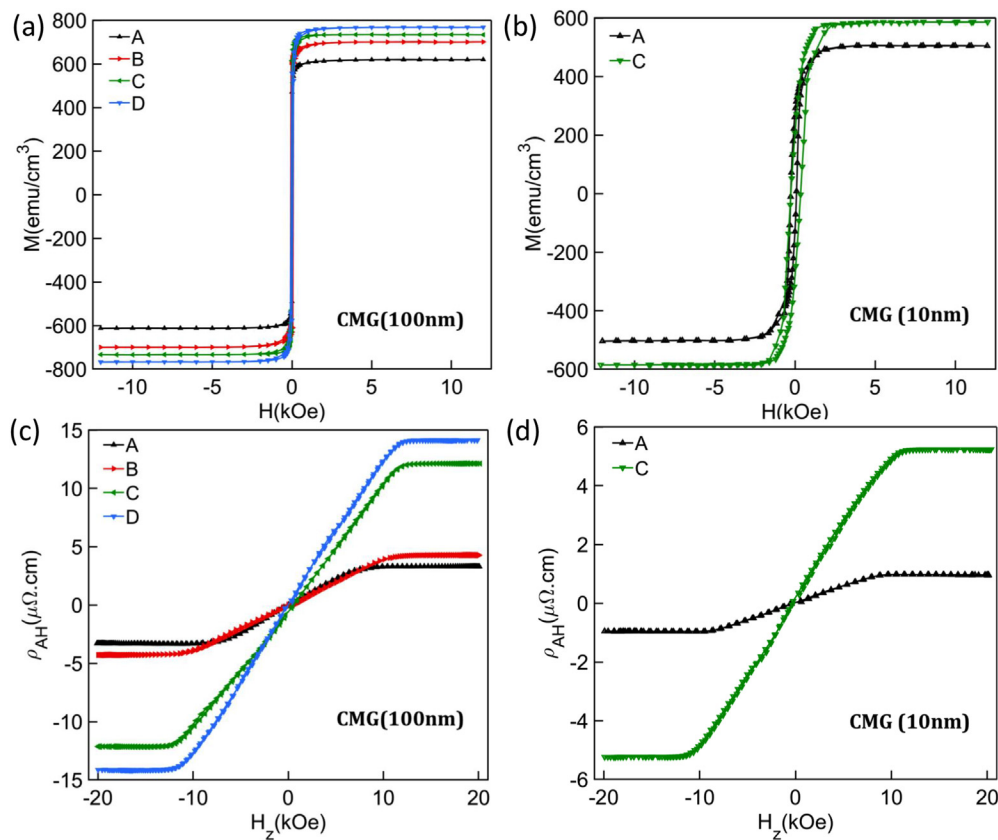 (a)
800
600
400
200
0
-200
-400
-600
-800
M(emu/cm³)
A
B
C
D
CMG(100nm)
-10
-5
0
5
10
H(kOe)
(b)
600
400
200
0
-200
-400
-600
M(emu/cm³)
A
C
CMG (10nm)
-10
-5
0
5
10
H(kOe)
(c)
15
10
5
0
-5
-10
-15
ρAH(μΩ.cm)
A
B
C
D
CMG(100nm)
-20
-10
0
10
20
Hz(kOe)
(d)
6
4
2
0
-2
-4
-6
ρAH(μΩ.cm)
A
C
CMG (10nm)
-20
-10
0
10
20
Hz(kOe)